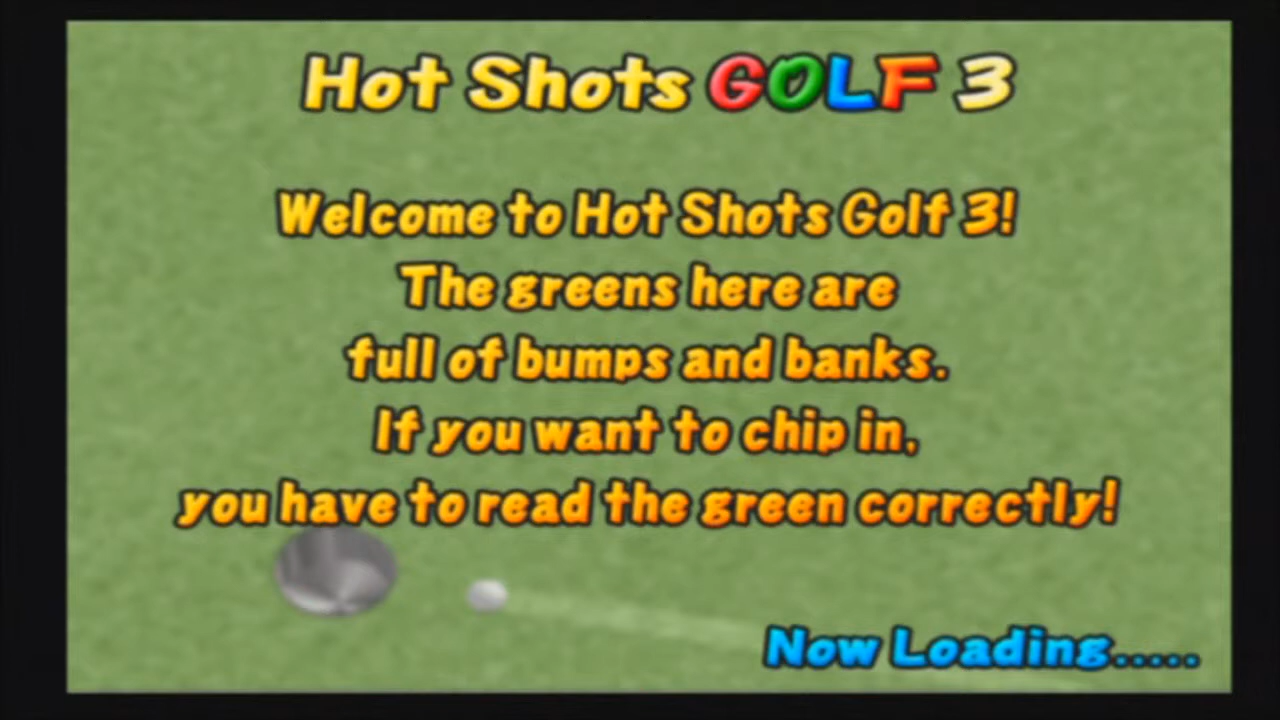 Hot Shots GOLF 3
Welcome to Hot Shots Golf 3!
The greens here are
full of bumps and banks.
If you want to chip in,
you have to read the green correctly!
Now Loading.....